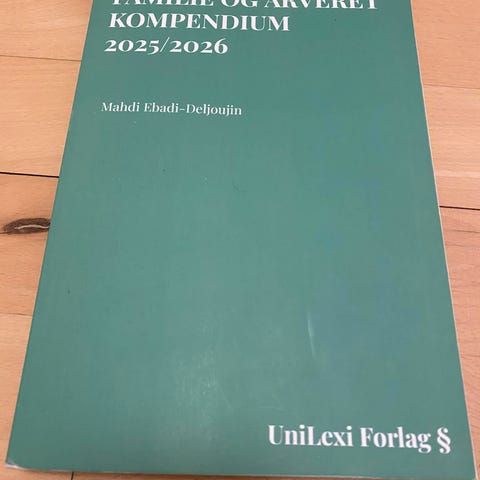 FAMILIE OG ARVERET
KOMPENDIUM
2025/2026
Mahdi Ebadi-Deljoujin
UniLexi Forlag §